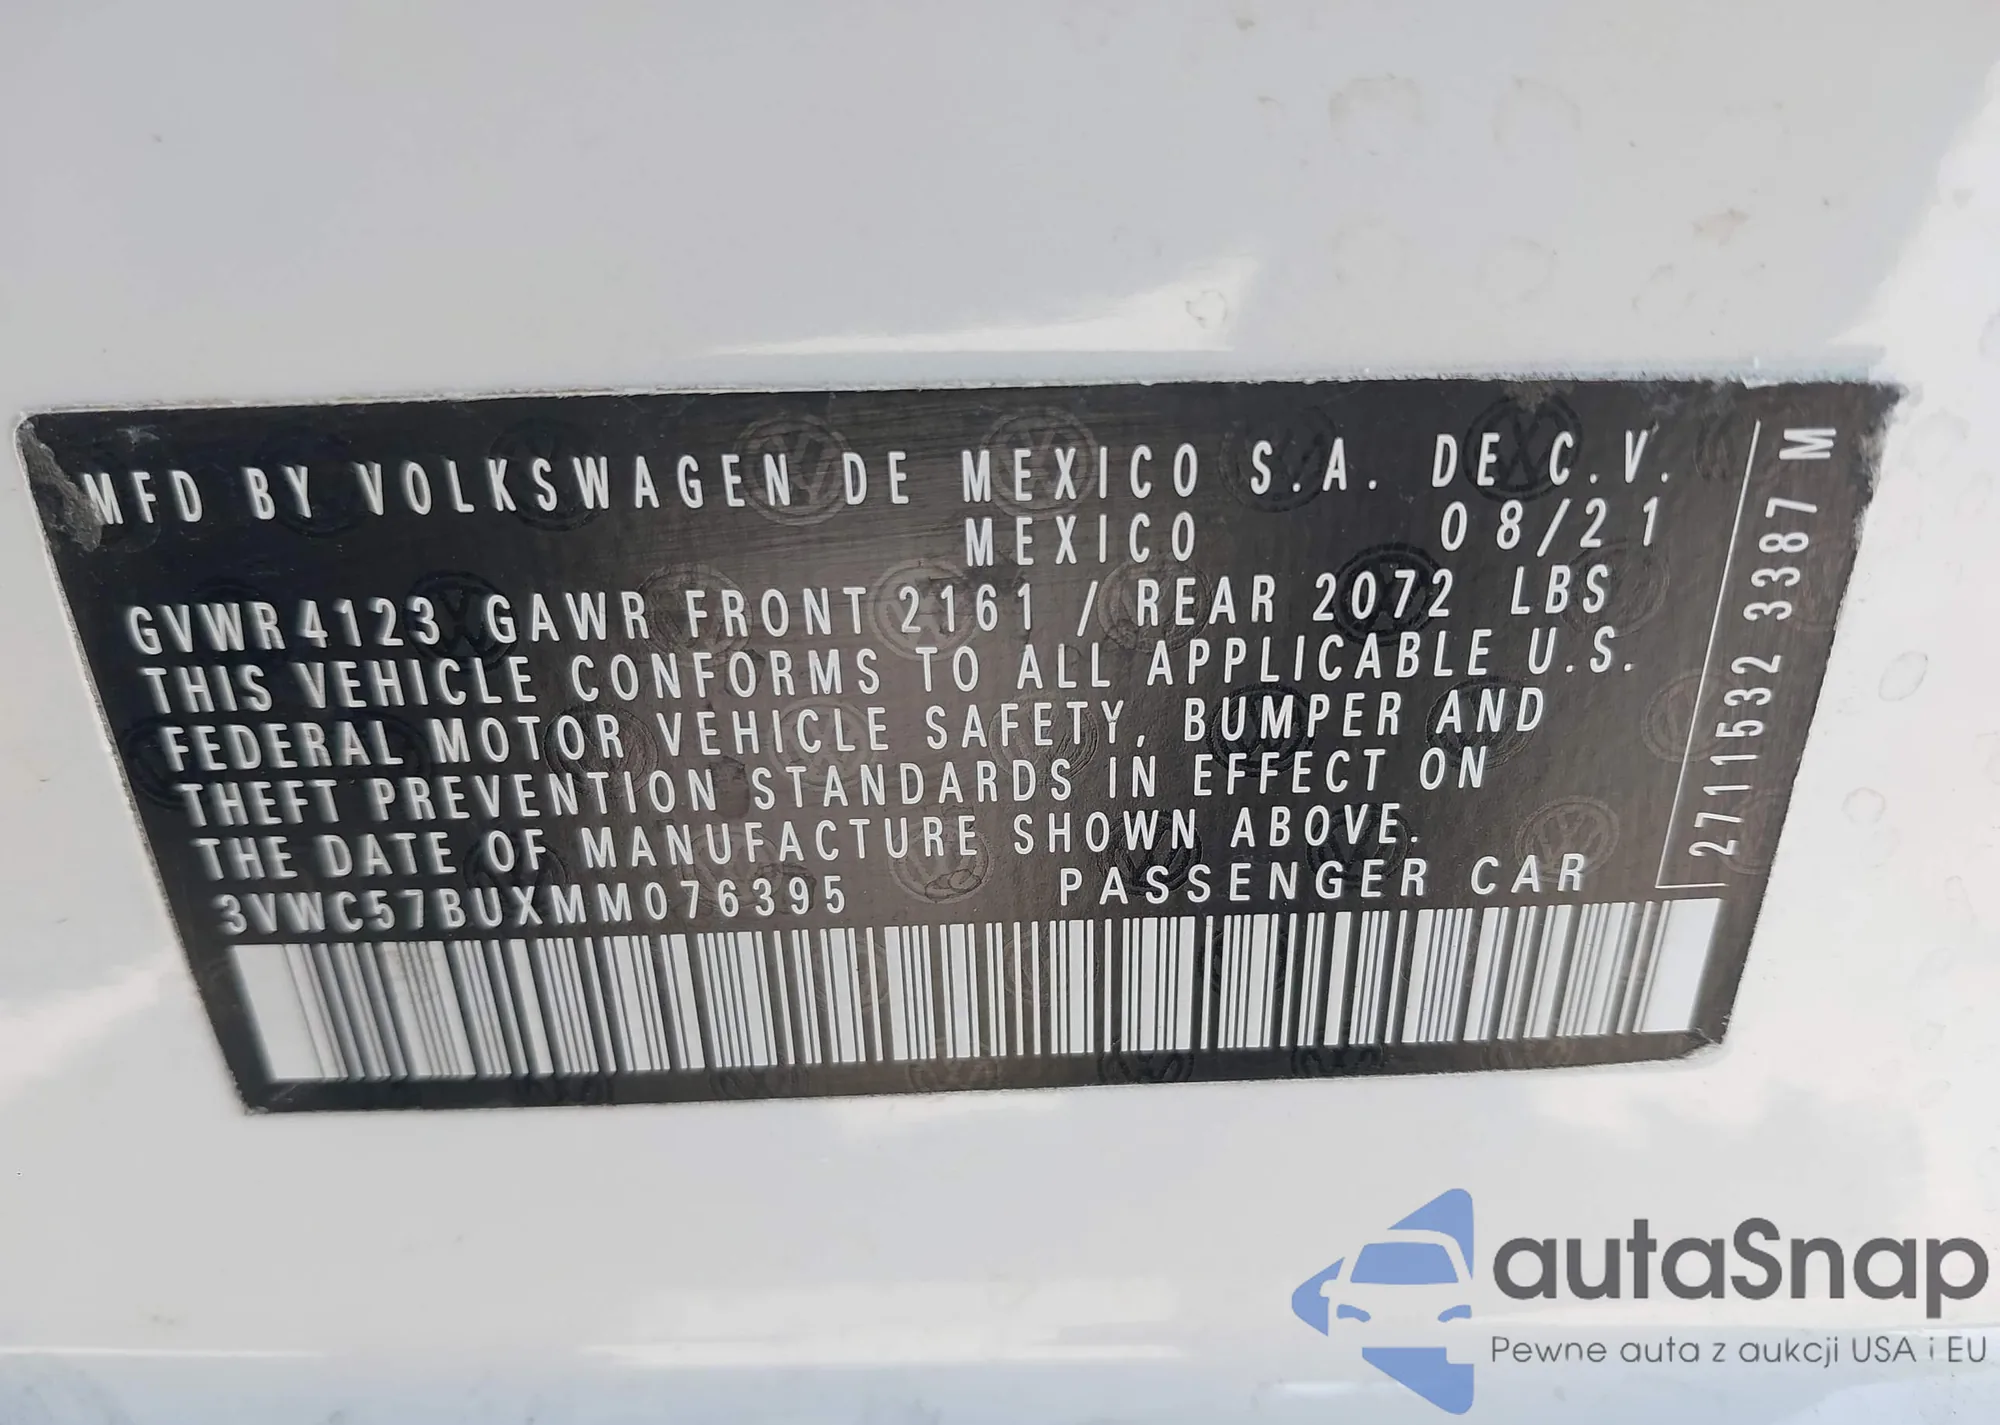 MFD BY VOLKSWAGEN DE MEXICO S.A. DE C.V.
MEXICO 08/21
GVWR 4123 GAWR FRONT 2161 / REAR 2072 LBS
THIS VEHICLE CONFORMS TO ALL APPLICABLE U.S.
FEDERAL MOTOR VEHICLE SAFETY, BUMPER AND
THEFT PREVENTION STANDARDS IN EFFECT ON
THE DATE OF MANUFACTURE SHOWN ABOVE.
3VWC57BUXMM076395 PASSENGER CAR
2711532 3387 M
autaSnap
Pewne auta z aukcji USA i EU